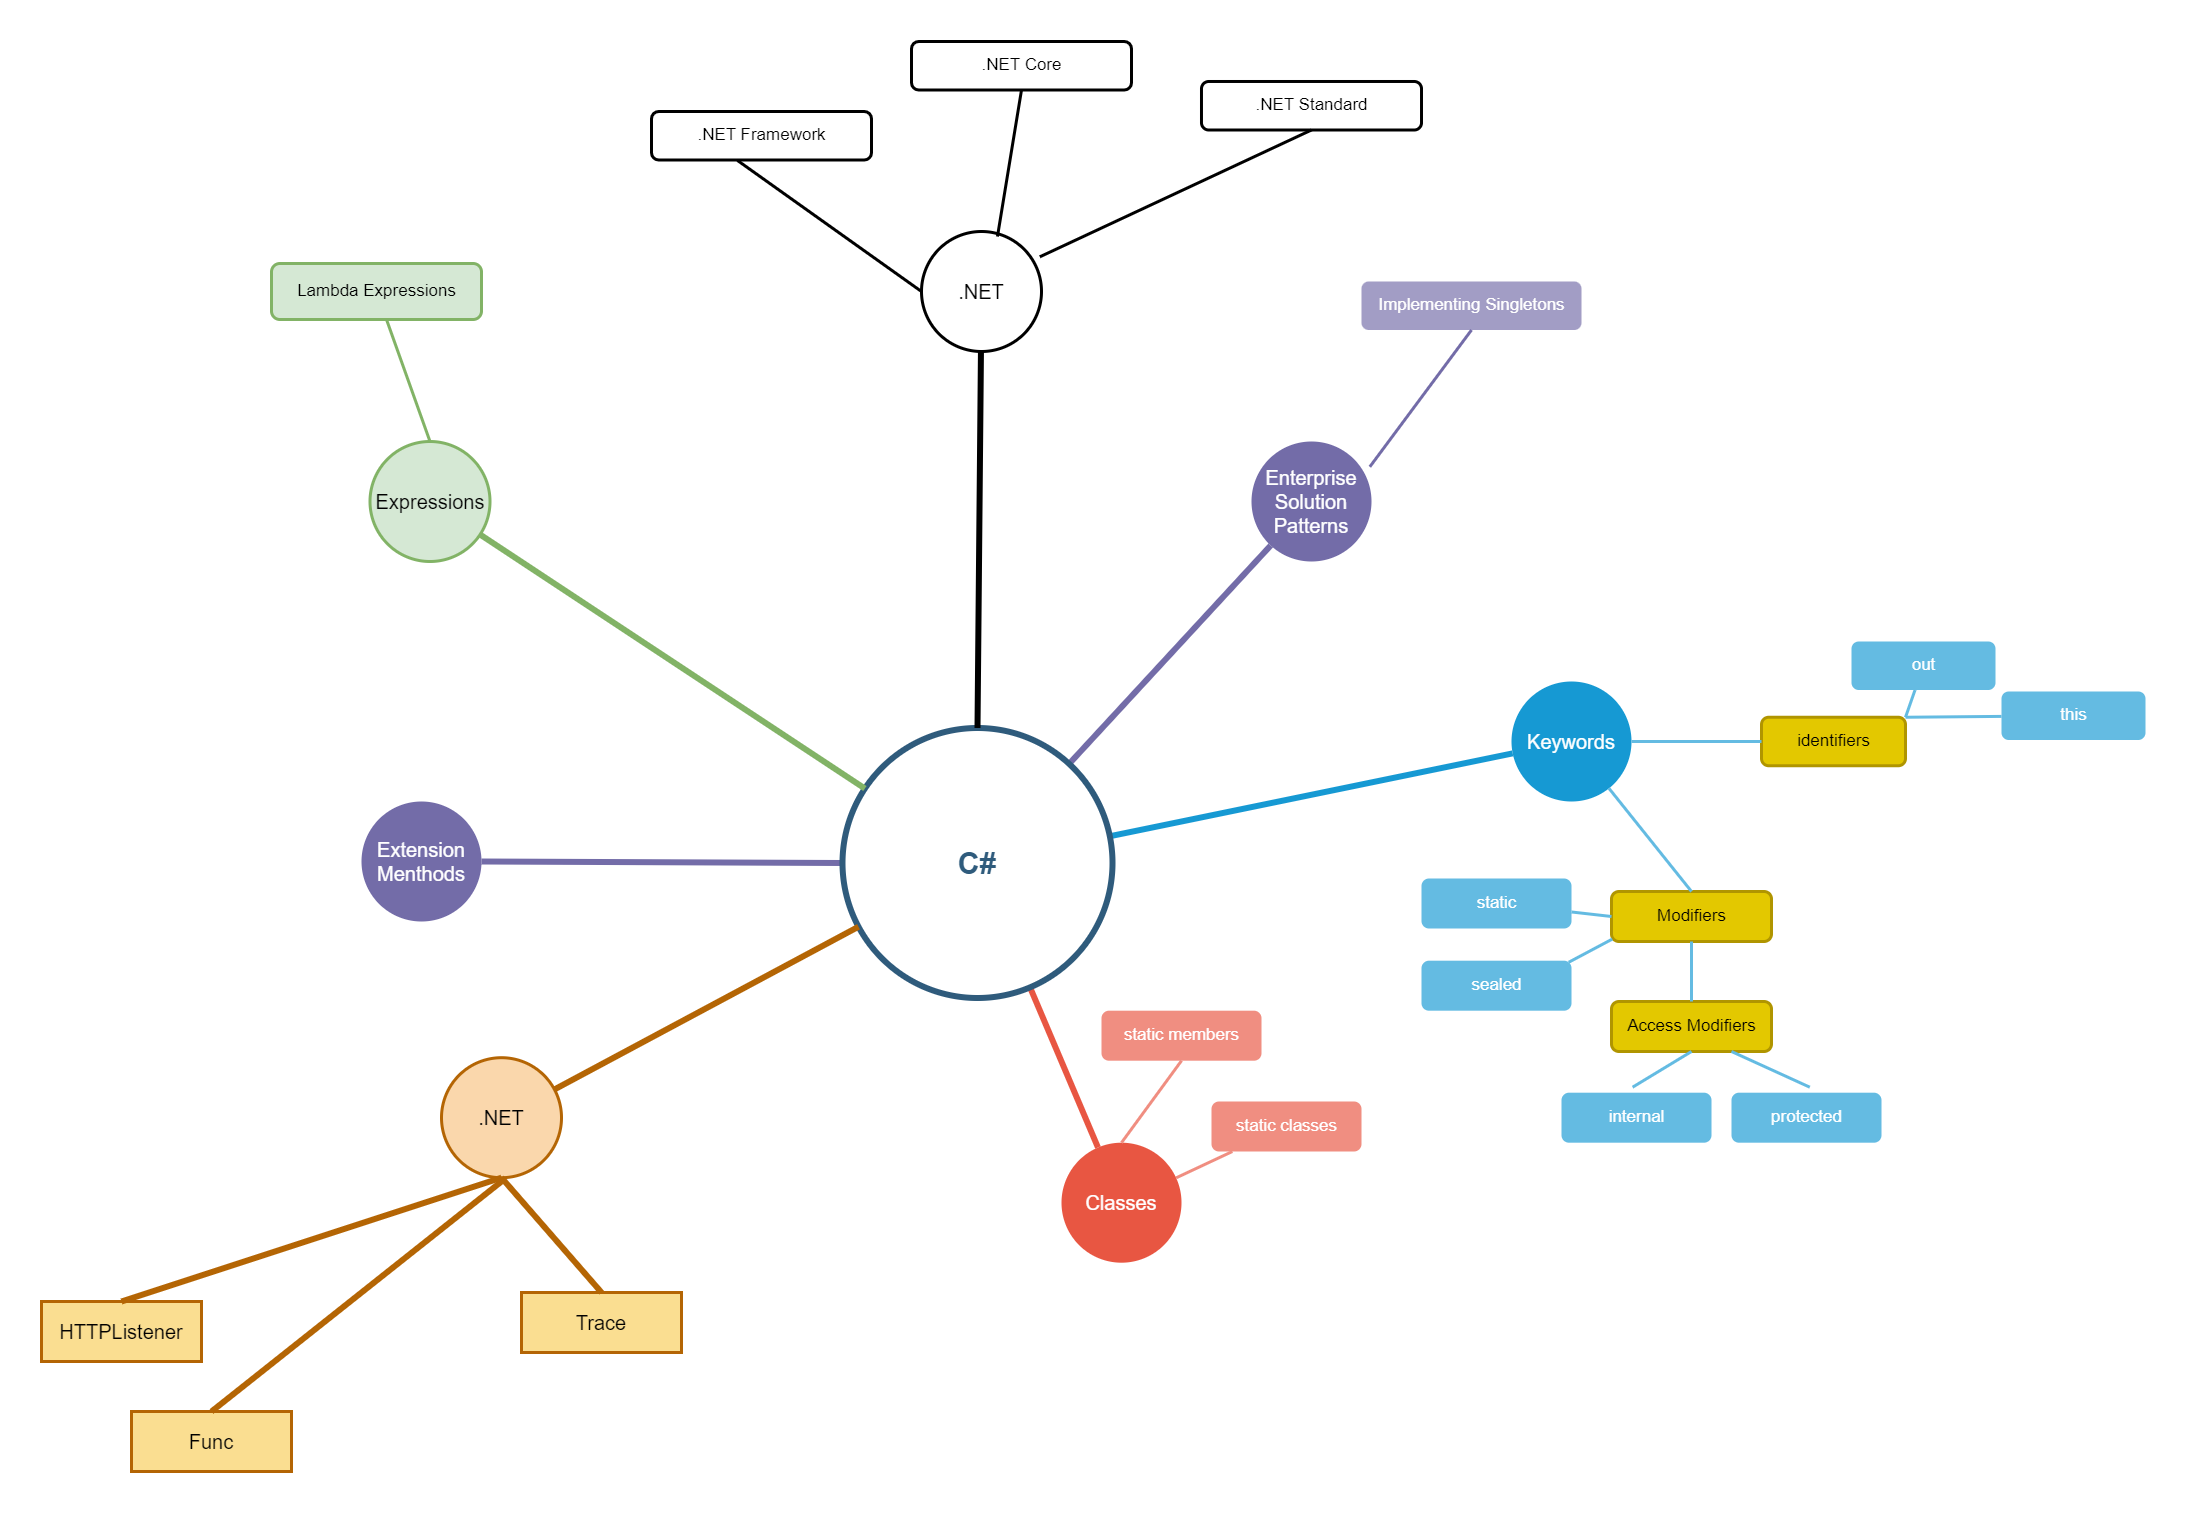 .NET Core
.NET Standard
.NET Framework
.NET
Lambda Expressions
Implementing Singletons
Expressions
Enterprise
Solution
Patterns
out
this
identifiers
Keywords
Extension
Menthods
C#
static
Modifiers
sealed
Access Modifiers
static members
static classes
internal
protected
.NET
Classes
HTTPListener
Trace
Func